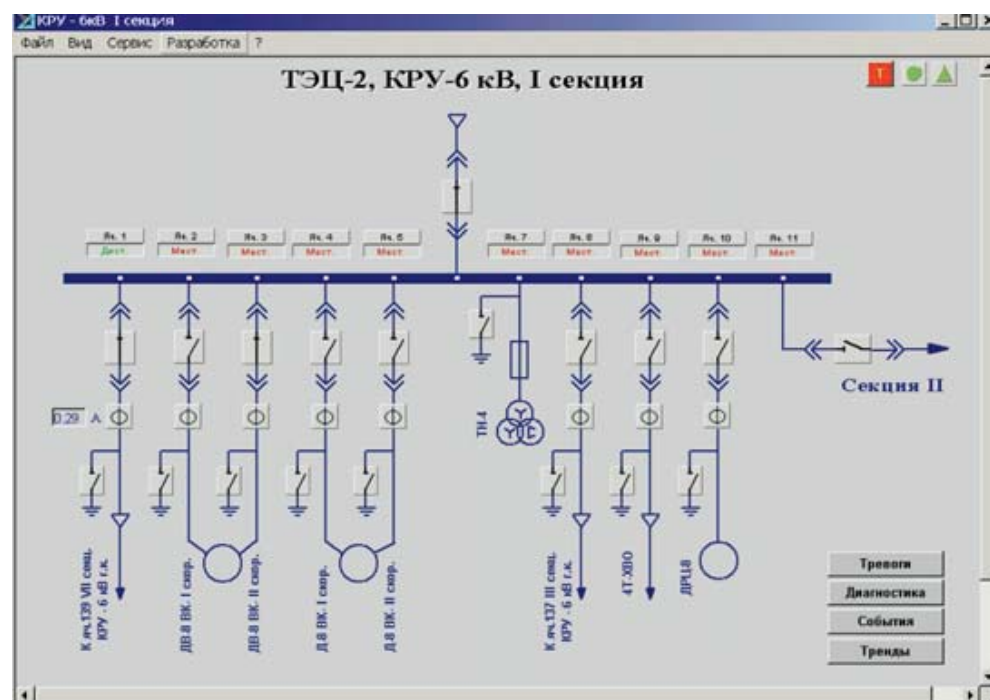 КРУ - 6кВ I секция
Файл Вид Сервис Разработка ?
ТЭЦ-2, КРУ-6 кВ, I секция
Т
Яч. 1
Яч. 2
Яч. 3
Яч. 4
Яч. 5
Яч. 7
Яч. 8
Яч. 9
Яч. 10
Яч. 11
Дист.
Мест.
Мест.
Мест.
Мест.
Мест.
Мест.
Мест.
Мест.
Мест.
Секция II
0.29 А
ТН-4
К яч.139 VII секц.
КРУ - 6 кВ г.к.
ДВ-8 ВК. I скор.
ДВ-8 ВК. II скор.
Д-8 ВК. I скор.
Д-8 ВК. II скор.
К яч.137 III секц.
КРУ - 6 кВ г.к.
4Т-ХВО
ДРЦ-8
Тревоги
Диагностика
События
Тренды